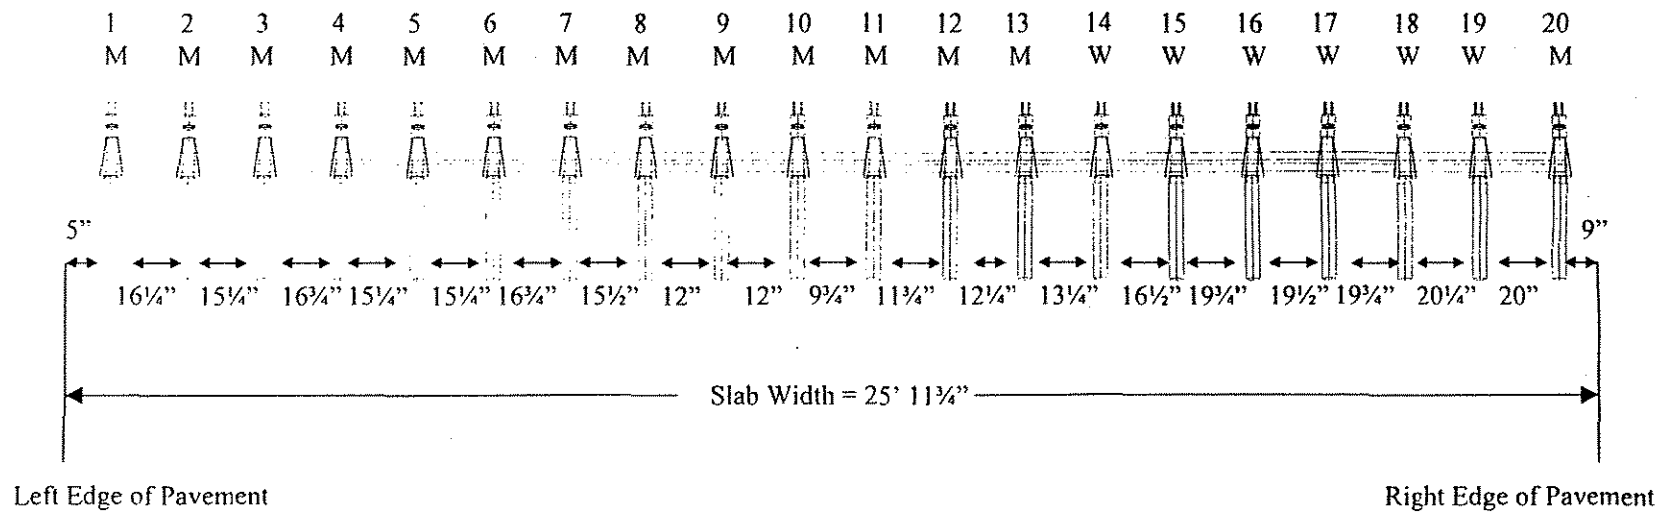 1 2 3 4 5 6 7 8 9 10 11 12 13 14 15 16 17 18 19 20
M M M M M M M M M M M M M W W W W W W M
5” 9”
16¼” 15¼” 16¾” 15¼” 15¼” 16¾” 15½” 12” 12” 9¾” 11¾” 12¼” 13¼” 16½” 19¾” 19½” 19¾” 20¼” 20”
Slab Width = 25’ 11¾”
Left Edge of Pavement Right Edge of Pavement